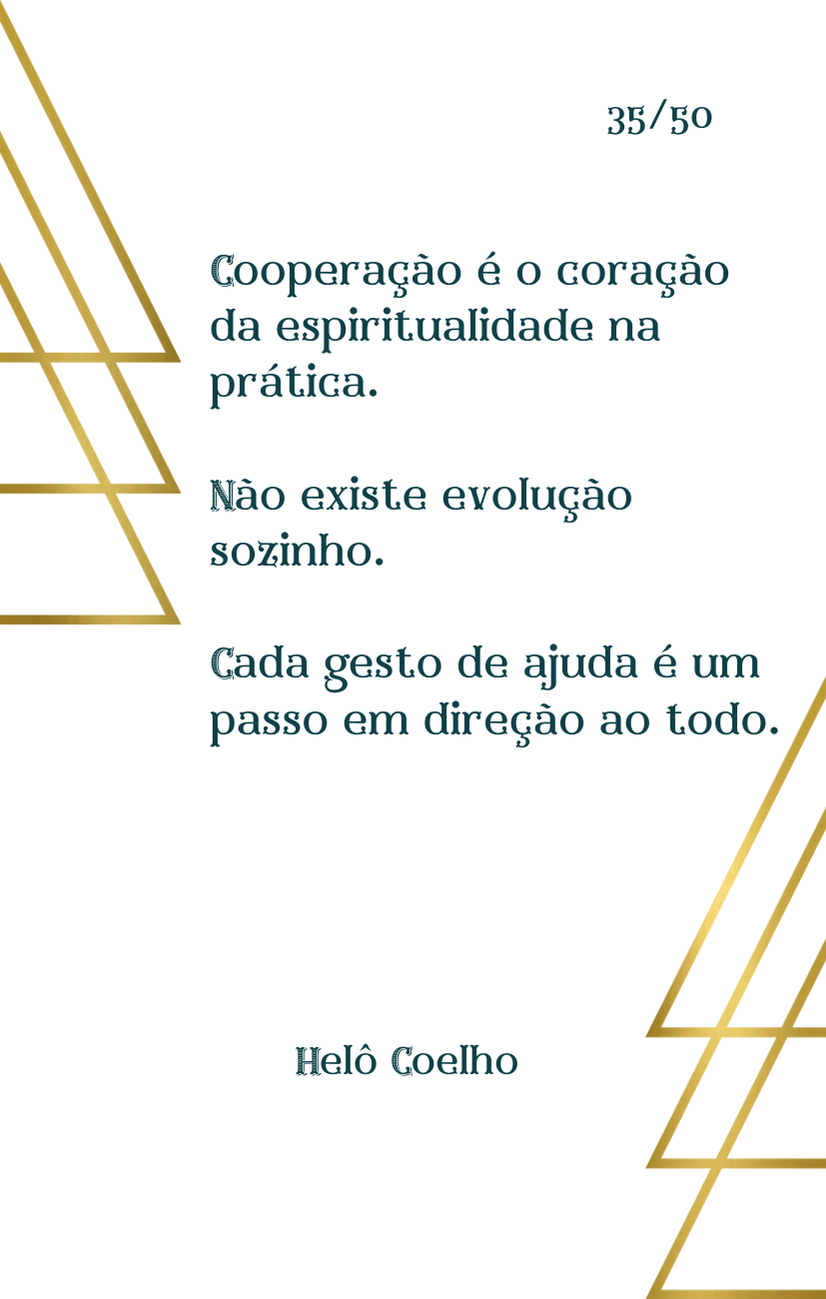 35/50
Cooperação é o coração
da espiritualidade na
prática.
Não existe evolução
sozinho.
Cada gesto de ajuda é um
passo em direção ao todo.
Helô Coelho